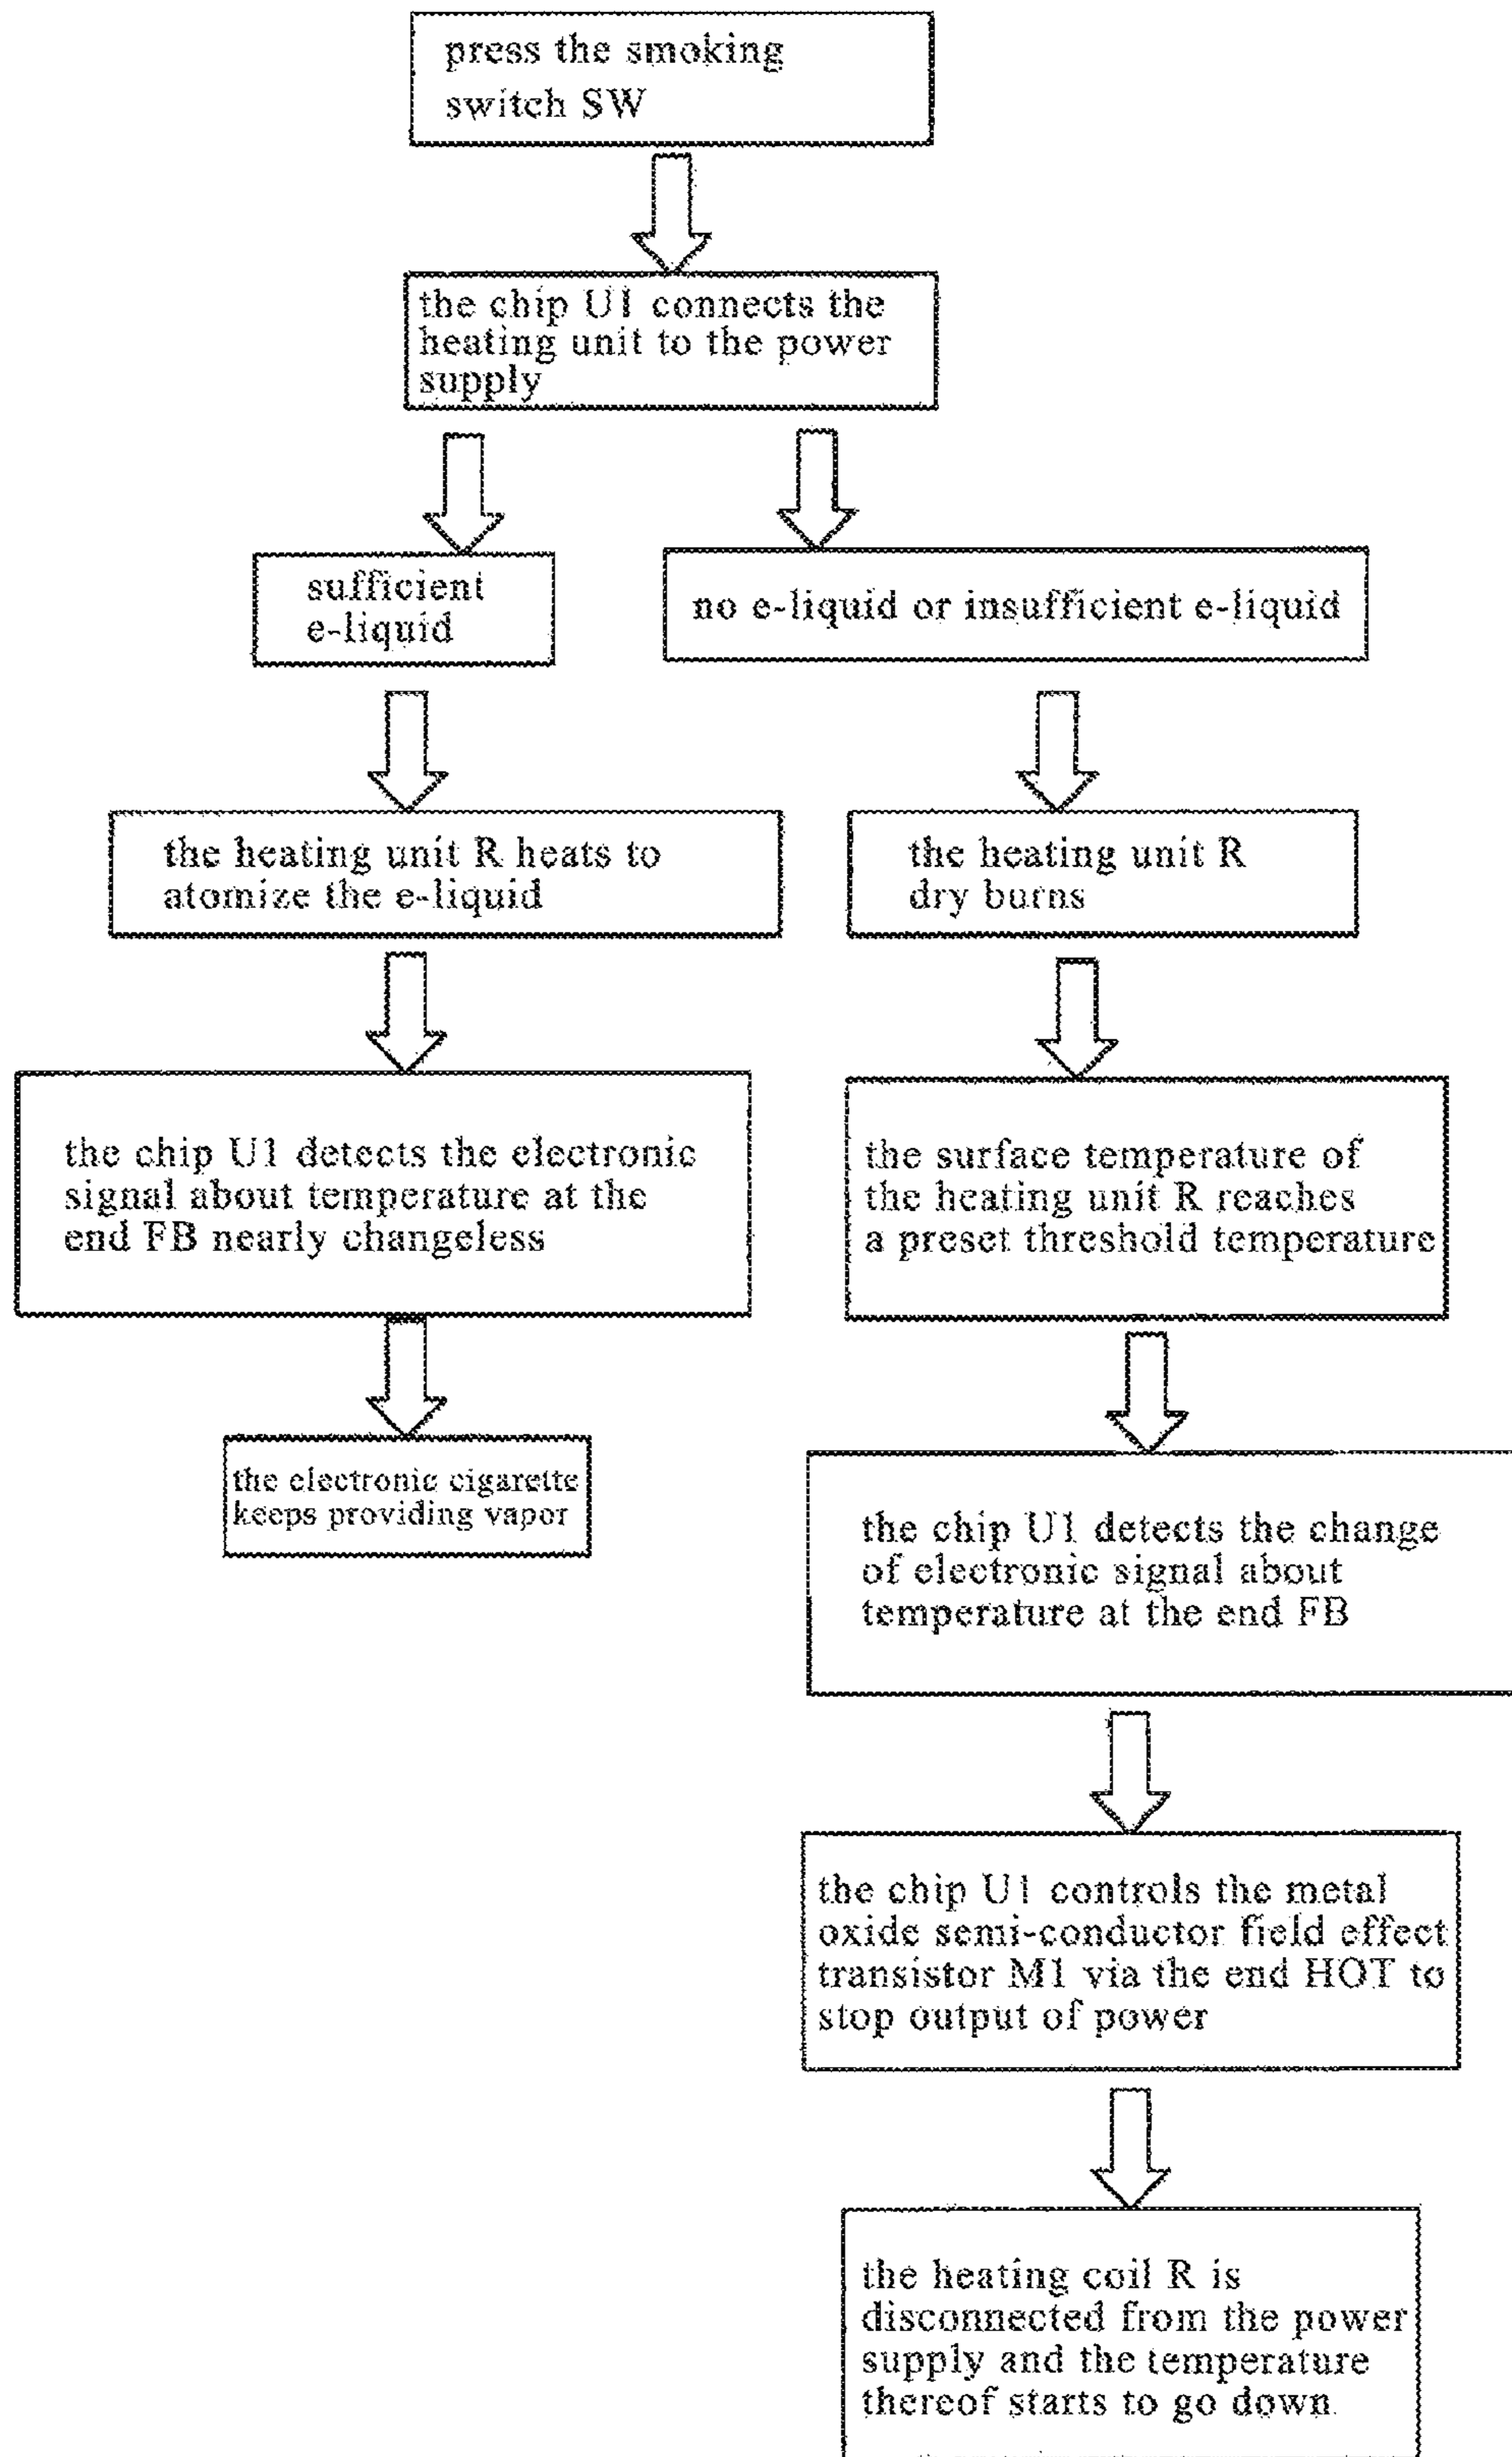 press the smoking
switch SW
the chip U1 connects the
heating unit to the power
supply
sufficient
e-liquid
no e-liquid or insufficient e-liquid
the heating unit R heats to
atomize the e-liquid
the heating unit R
dry burns
the chip U1 detects the electronic
signal about temperature at the
end FB nearly changeless
the surface temperature of
the heating unit R reaches
a preset threshold temperature
the electronic cigarette
keeps providing vapor
the chip U1 detects the change
of electronic signal about
temperature at the end FB
the chip U1 controls the metal
oxide semi-conductor field effect
transistor M1 via the end HOT to
stop output of power
the heating coil R is
disconnected from the power
supply and the temperature
thereof starts to go down